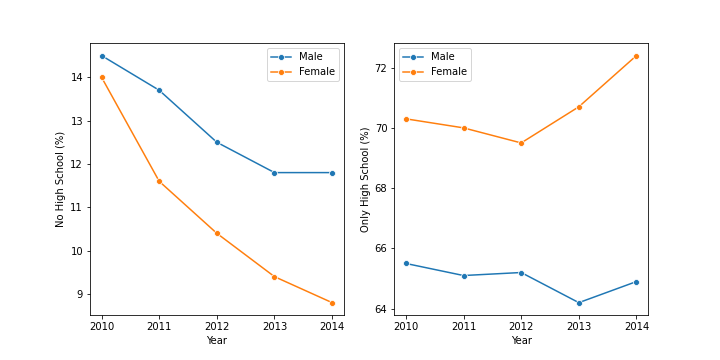 No High School (%)
14
13
12
11
10
9
Male
Female
2010 2011 2012 2013 2014
Year
Only High School (%)
72
70
68
66
64
Male
Female
2010 2011 2012 2013 2014
Year